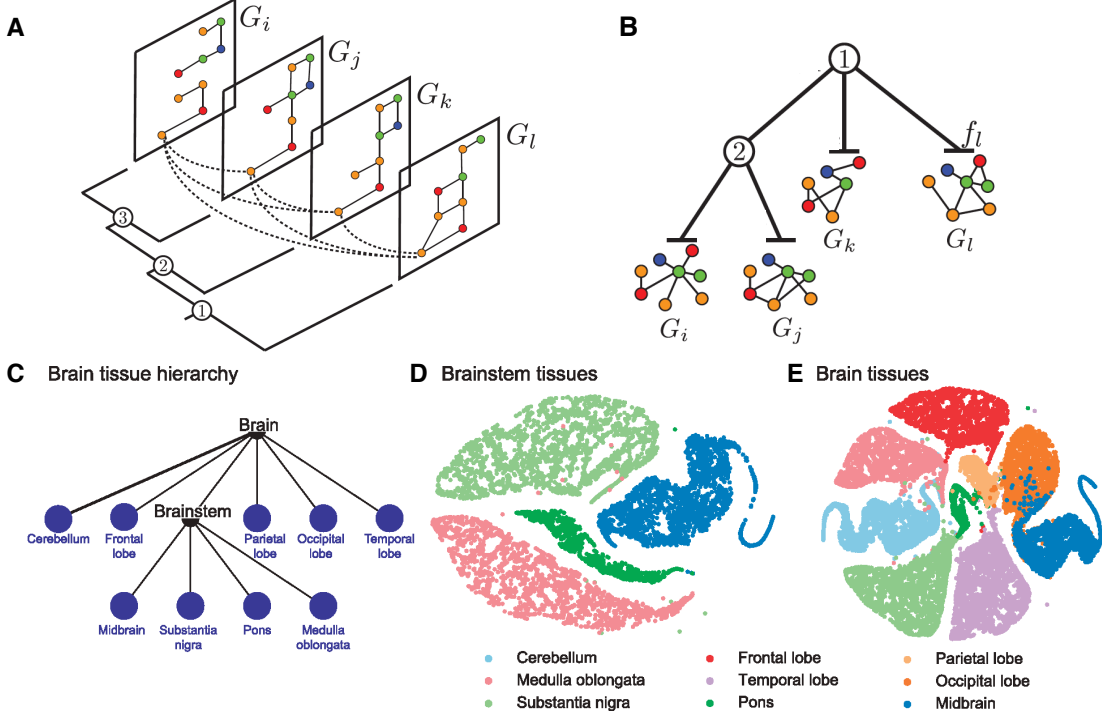 A
G_i
G_j
G_k
G_l
3
2
1
B
1
2
f_l
G_k
G_l
G_i
G_j
C Brain tissue hierarchy
Brain
Brainstem
Cerebellum
Frontal
lobe
Parietal
lobe
Occipital
lobe
Temporal
lobe
Midbrain
Substantia
nigra
Pons
Medulla
oblongata
D Brainstem tissues
E Brain tissues
Cerebellum
Medulla oblongata
Substantia nigra
Frontal lobe
Temporal lobe
Pons
Parietal lobe
Occipital lobe
Midbrain